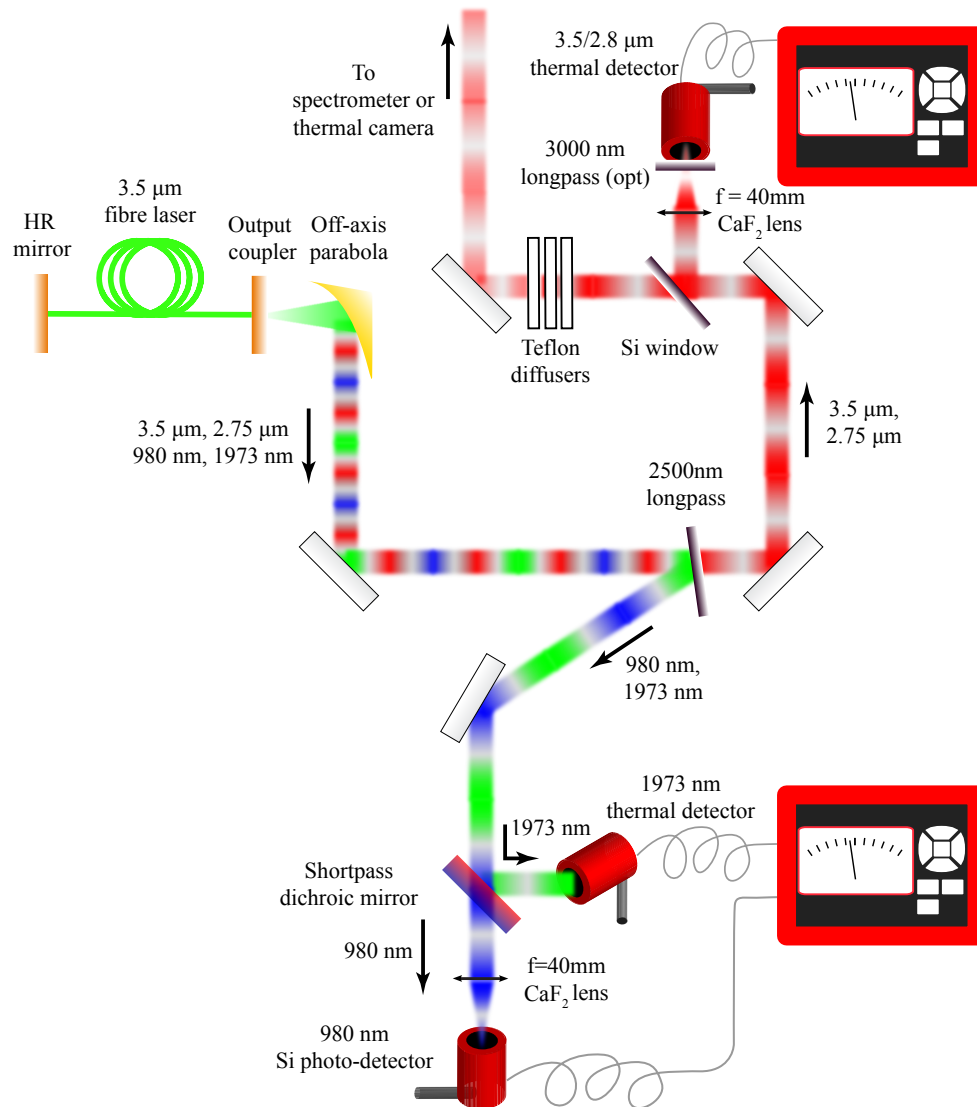 3.5/2.8 μm
thermal detector
To
spectrometer or
thermal camera
3000 nm
longpass (opt)
3.5 μm
fibre laser
HR
mirror
Output
coupler
Off-axis
parabola
f = 40mm
CaF₂ lens
Teflon
diffusers
Si window
3.5 μm, 2.75 μm
980 nm, 1973 nm
3.5 μm,
2.75 μm
2500nm
longpass
980 nm,
1973 nm
1973 nm
thermal detector
1973 nm
Shortpass
dichroic mirror
980 nm
f=40mm
CaF₂ lens
980 nm
Si photo-detector